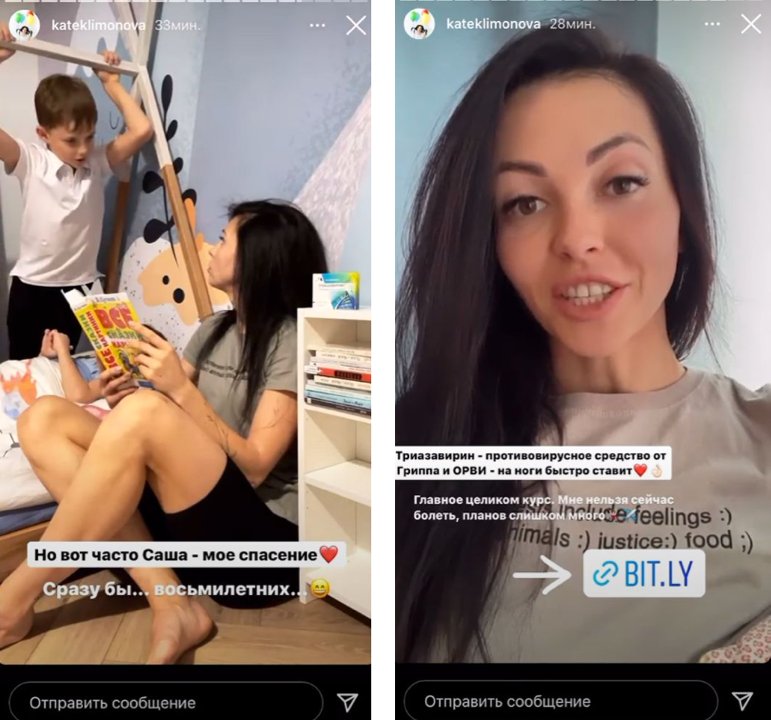 kateklimonova 33мин.
ВСЁ
Но вот часто Саша - мое спасение❤️
Сразу бы... восьмилетних...😄
Отправить сообщение
kateklimonova 28мин.
Триазавирин - противовирусное средство от
Гриппа и ОРВИ - на ноги быстро ставит❤️👌🏻
Главное целиком курс. Мне нельзя сейчас
болеть, планов слишком много
include feelings :)
animals :) justice:) food ;)
BIT.LY
Отправить сообщение